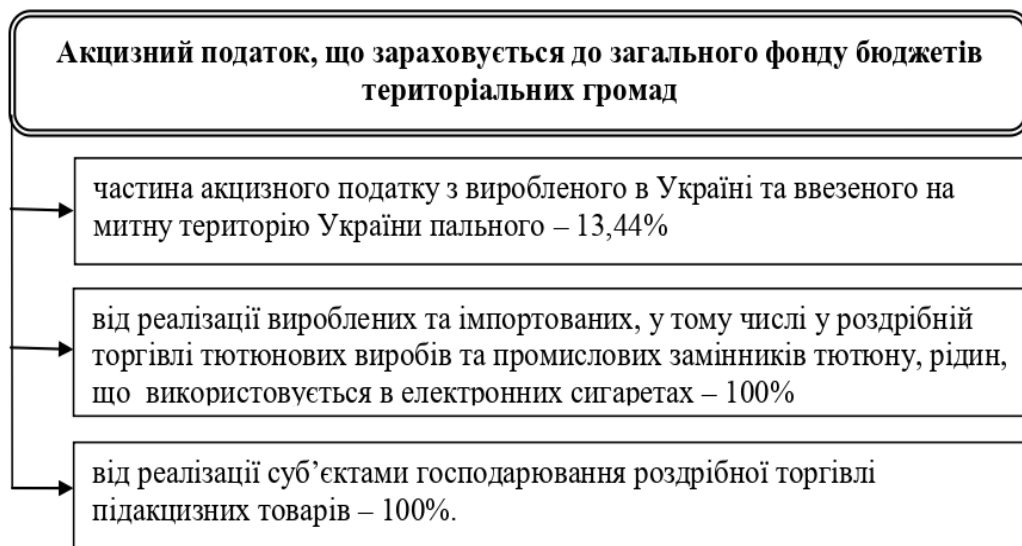 Акцизний податок, що зараховується до загального фонду бюджетів
територіальних громад
частина акцизного податку з виробленого в Україні та ввезеного на
митну територію України пального – 13,44%
від реалізації вироблених та імпортованих, у тому числі у роздрібній
торгівлі тютюнових виробів та промислових замінників тютюну, рідин,
що використовується в електронних сигаретах – 100%
від реалізації суб’єктами господарювання роздрібної торгівлі
підакцизних товарів – 100%.